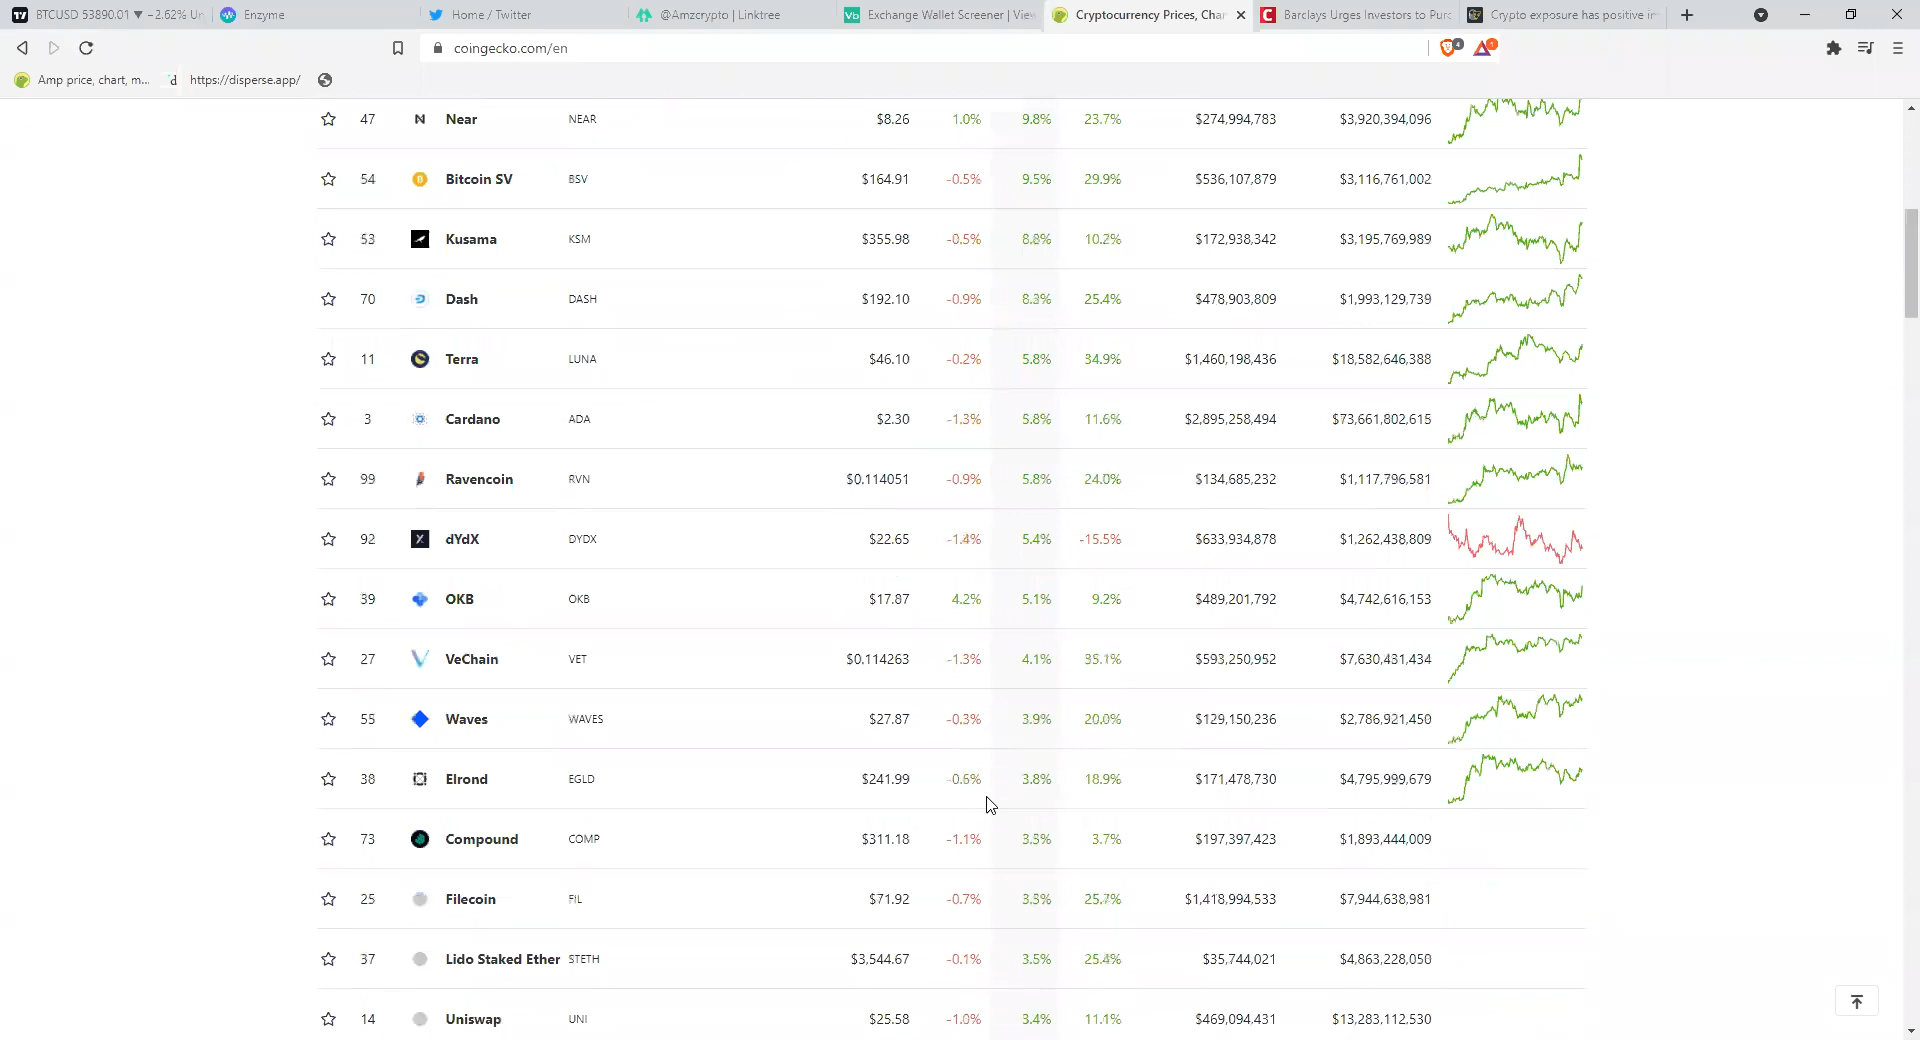 BTCUSD 53890.01 ▼ −2.62% Un
Enzyme
Home / Twitter
@Amzcrypto | Linktree
Exchange Wallet Screener | View
Cryptocurrency Prices, Char
Barclays Urges Investors to Purc
Crypto exposure has positive im
coingecko.com/en
4
1
Amp price, chart, m...
d
https://disperse.app/
47 Near NEAR $8.26 1.0% 9.8% 23.7% $274,994,783 $3,920,394,096
54 Bitcoin SV BSV $164.91 -0.5% 9.5% 29.9% $536,107,879 $3,116,761,002
53 Kusama KSM $355.98 -0.5% 8.8% 10.2% $172,938,342 $3,195,769,989
70 Dash DASH $192.10 -0.9% 8.3% 25.4% $478,903,809 $1,993,129,739
11 Terra LUNA $46.10 -0.2% 5.8% 34.9% $1,460,198,436 $18,582,646,388
3 Cardano ADA $2.30 -1.3% 5.8% 11.6% $2,895,258,494 $73,661,802,615
99 Ravencoin RVN $0.114051 -0.9% 5.8% 24.0% $134,685,232 $1,117,796,581
92 dYdX DYDX $22.65 -1.4% 5.4% -15.5% $633,934,878 $1,262,438,809
39 OKB OKB $17.87 4.2% 5.1% 9.2% $489,201,792 $4,742,616,153
27 VeChain VET $0.114263 -1.3% 4.1% 35.1% $593,250,952 $7,630,431,434
55 Waves WAVES $27.87 -0.3% 3.9% 20.0% $129,150,236 $2,786,921,450
38 Elrond EGLD $241.99 -0.6% 3.8% 18.9% $171,478,730 $4,795,999,679
73 Compound COMP $311.18 -1.1% 3.5% 3.7% $197,397,423 $1,893,444,009
25 Filecoin FIL $71.92 -0.7% 3.5% 25.7% $1,418,994,533 $7,944,638,981
37 Lido Staked Ether STETH $3,544.67 -0.1% 3.5% 25.4% $35,744,021 $4,863,228,050
14 Uniswap UNI $25.58 -1.0% 3.4% 11.1% $469,094,431 $13,283,112,530